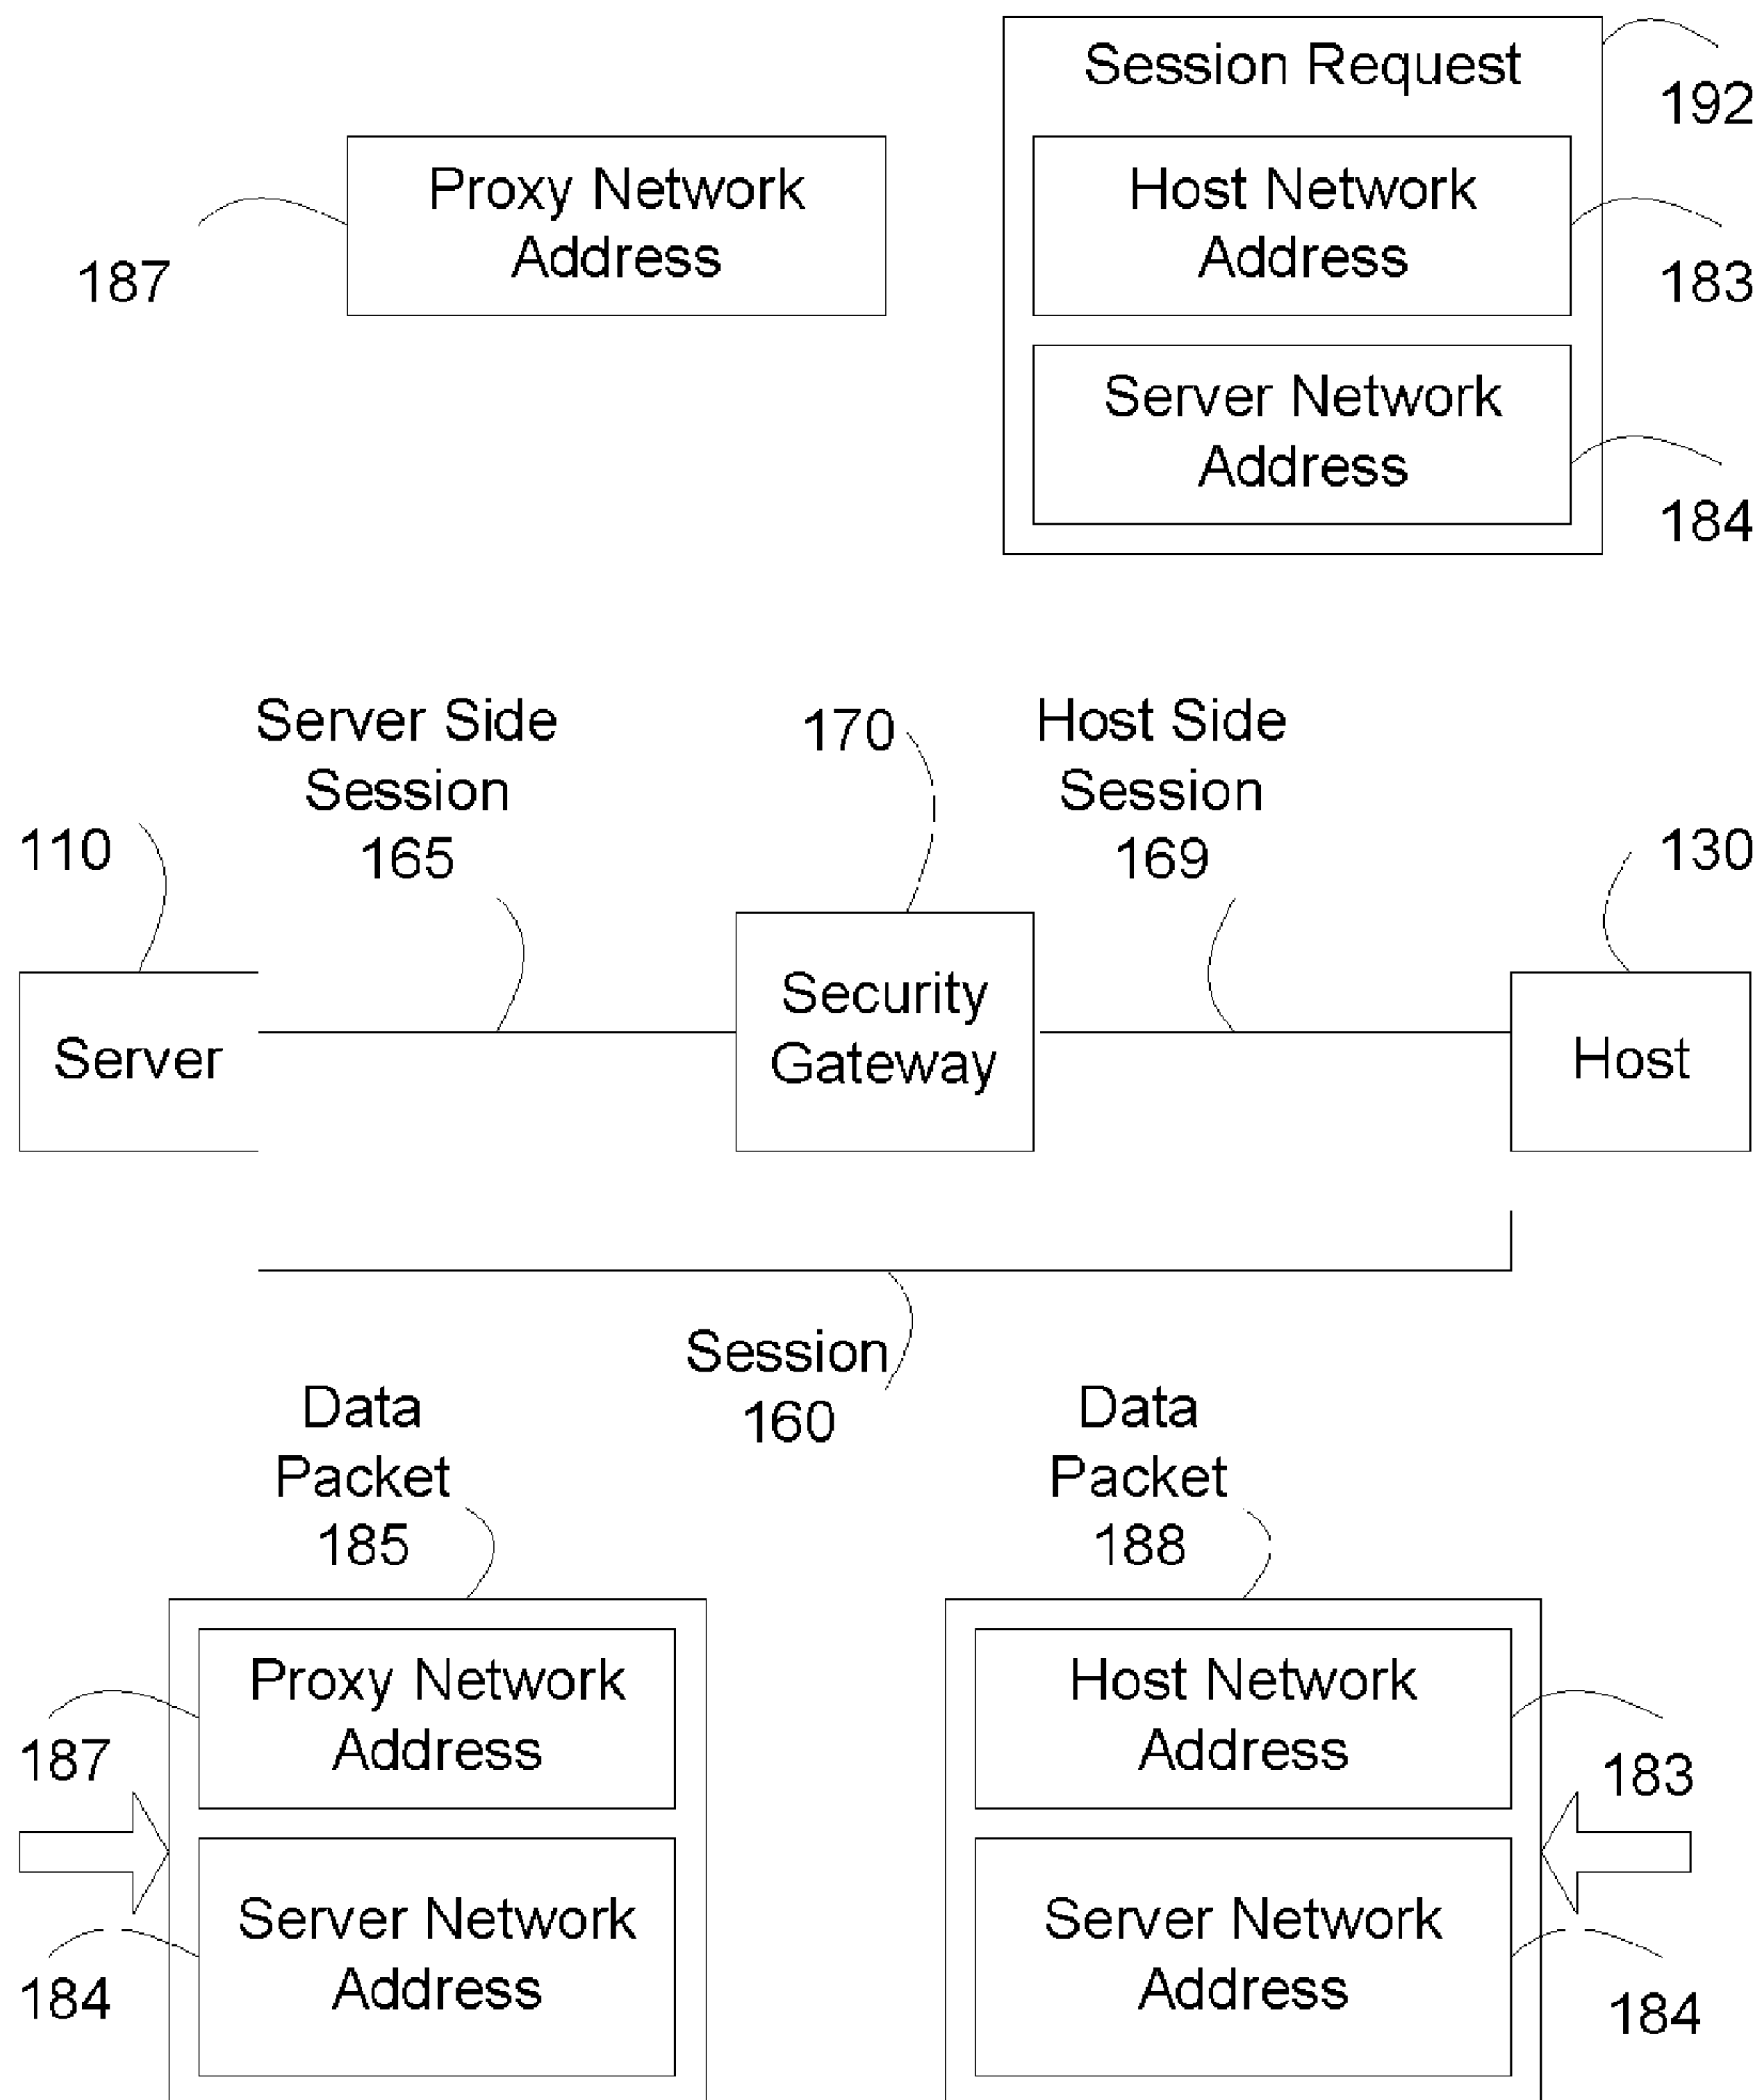 Session Request
192
Proxy Network
Address
187
Host Network
Address
183
Server Network
Address
184
Server Side
Session
165
170
Host Side
Session
169
110
130
Server
Security
Gateway
Host
Session
160
Data
Packet
185
Data
Packet
188
Proxy Network
Address
187
Server Network
Address
184
Host Network
Address
183
Server Network
Address
184